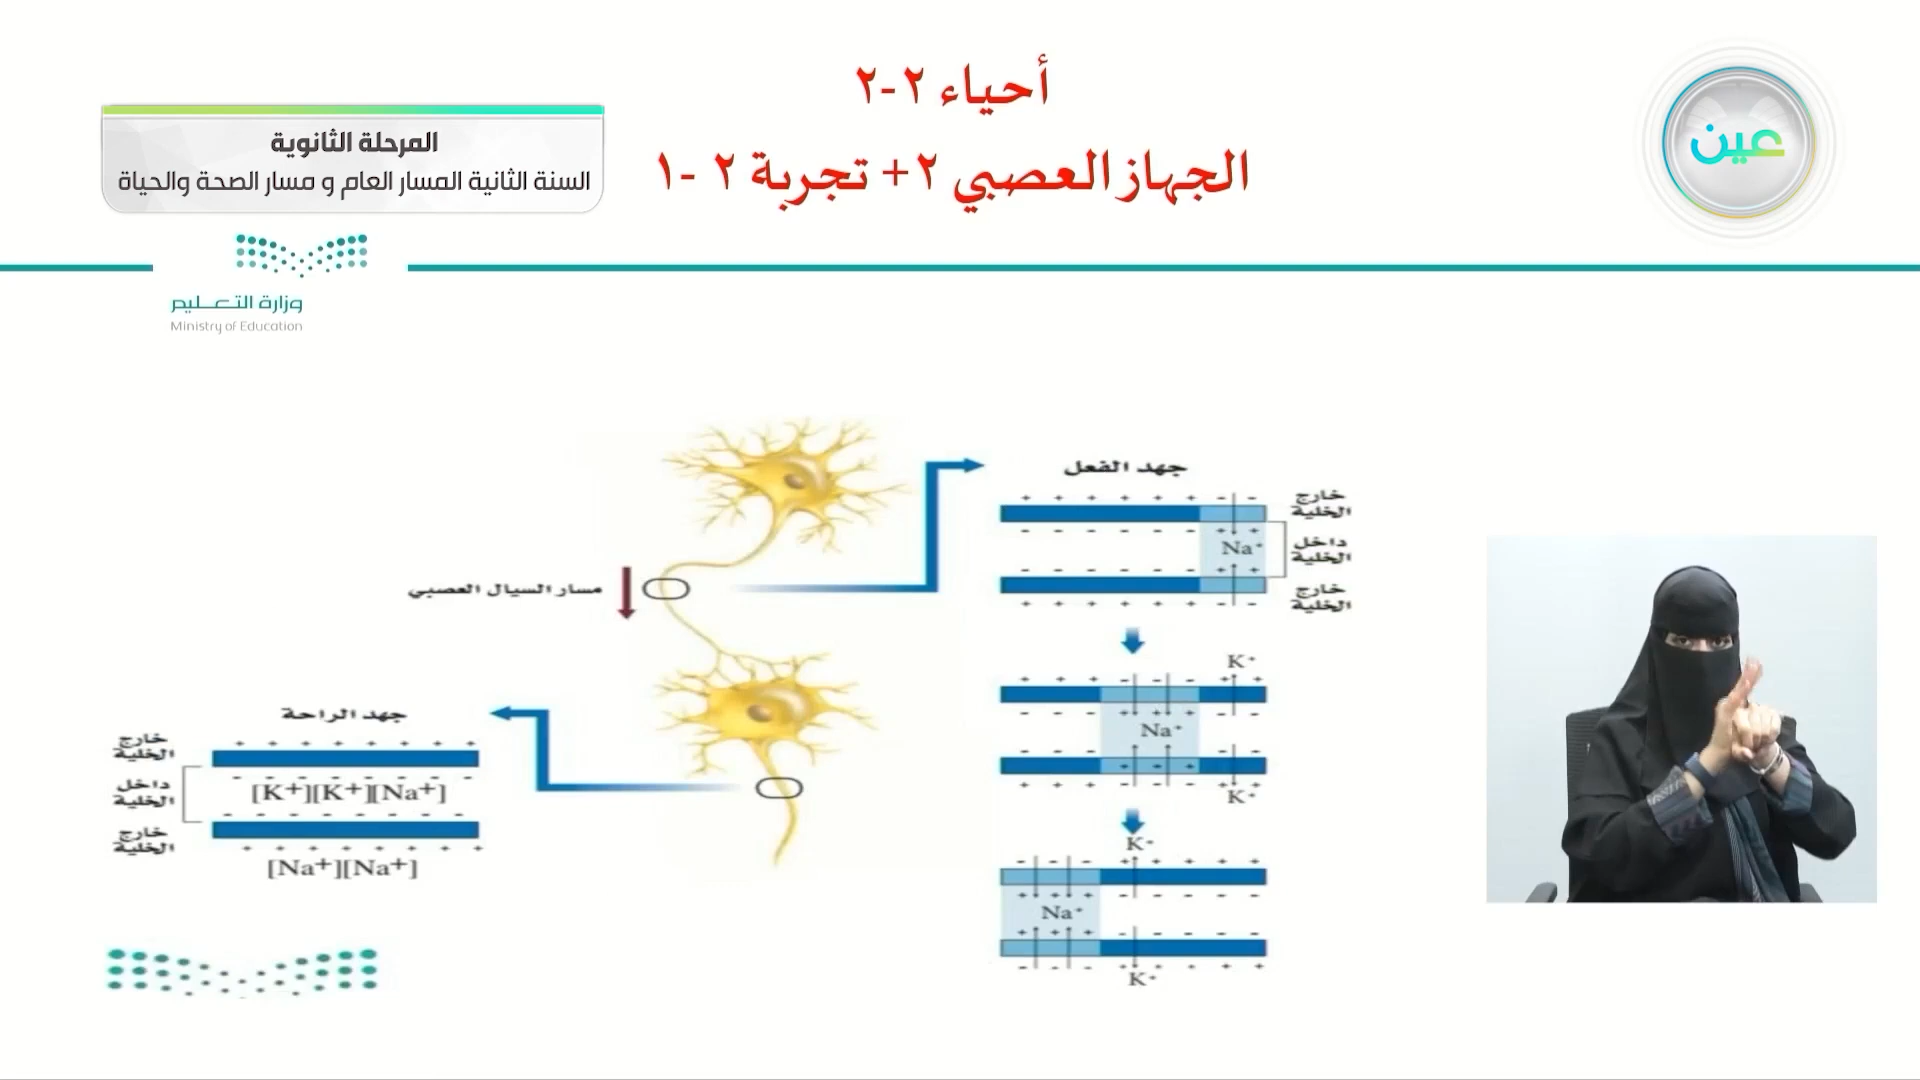 أحياء ٢-٢
الجهاز العصبي ٢ + تجربة ٢ -١
عين
المرحلة الثانوية
السنة الثانية المسار العام و مسار الصحة والحياة
وزارة التعليم
Ministry of Education
جهد الفعل
خارج
الخلية
+ + + + + + - -
- - - - - - + +
Na⁺
داخل
الخلية
- - - - - - + +
خارج
الخلية
+ + + + + + - -
مسار السيال العصبي
K⁺
Na⁺
K⁺
K⁺
Na⁺
K⁺
جهد الراحة
خارج
الخلية
+ + + + + + + +
- - - - - - - -
داخل
الخلية
[K+][K+][Na+]
- - - - - - - -
خارج
الخلية
+ + + + + + + +
[Na+][Na+]